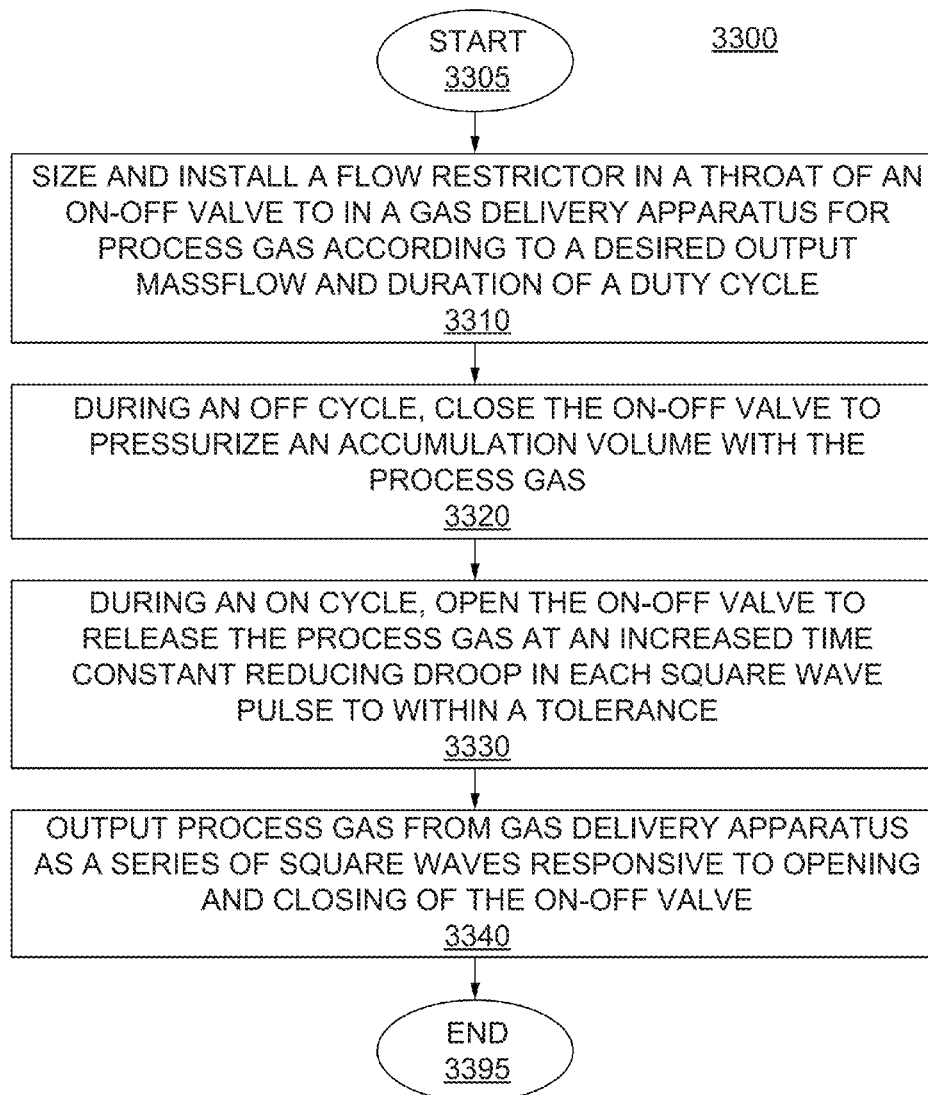 START
3305
3300
SIZE AND INSTALL A FLOW RESTRICTOR IN A THROAT OF AN
ON-OFF VALVE TO IN A GAS DELIVERY APPARATUS FOR
PROCESS GAS ACCORDING TO A DESIRED OUTPUT
MASSFLOW AND DURATION OF A DUTY CYCLE
3310
DURING AN OFF CYCLE, CLOSE THE ON-OFF VALVE TO
PRESSURIZE AN ACCUMULATION VOLUME WITH THE
PROCESS GAS
3320
DURING AN ON CYCLE, OPEN THE ON-OFF VALVE TO
RELEASE THE PROCESS GAS AT AN INCREASED TIME
CONSTANT REDUCING DROOP IN EACH SQUARE WAVE
PULSE TO WITHIN A TOLERANCE
3330
OUTPUT PROCESS GAS FROM GAS DELIVERY APPARATUS
AS A SERIES OF SQUARE WAVES RESPONSIVE TO OPENING
AND CLOSING OF THE ON-OFF VALVE
3340
END
3395